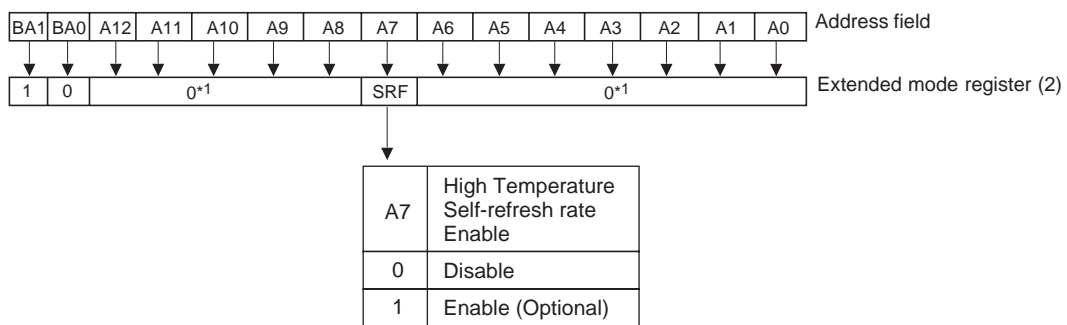 BA1 BA0 A12 A11 A10 A9 A8 A7 A6 A5 A4 A3 A2 A1 A0 Address field
1 0 0*1 SRF 0*1 Extended mode register (2)
A7 High Temperature
Self-refresh rate
Enable
0 Disable
1 Enable (Optional)